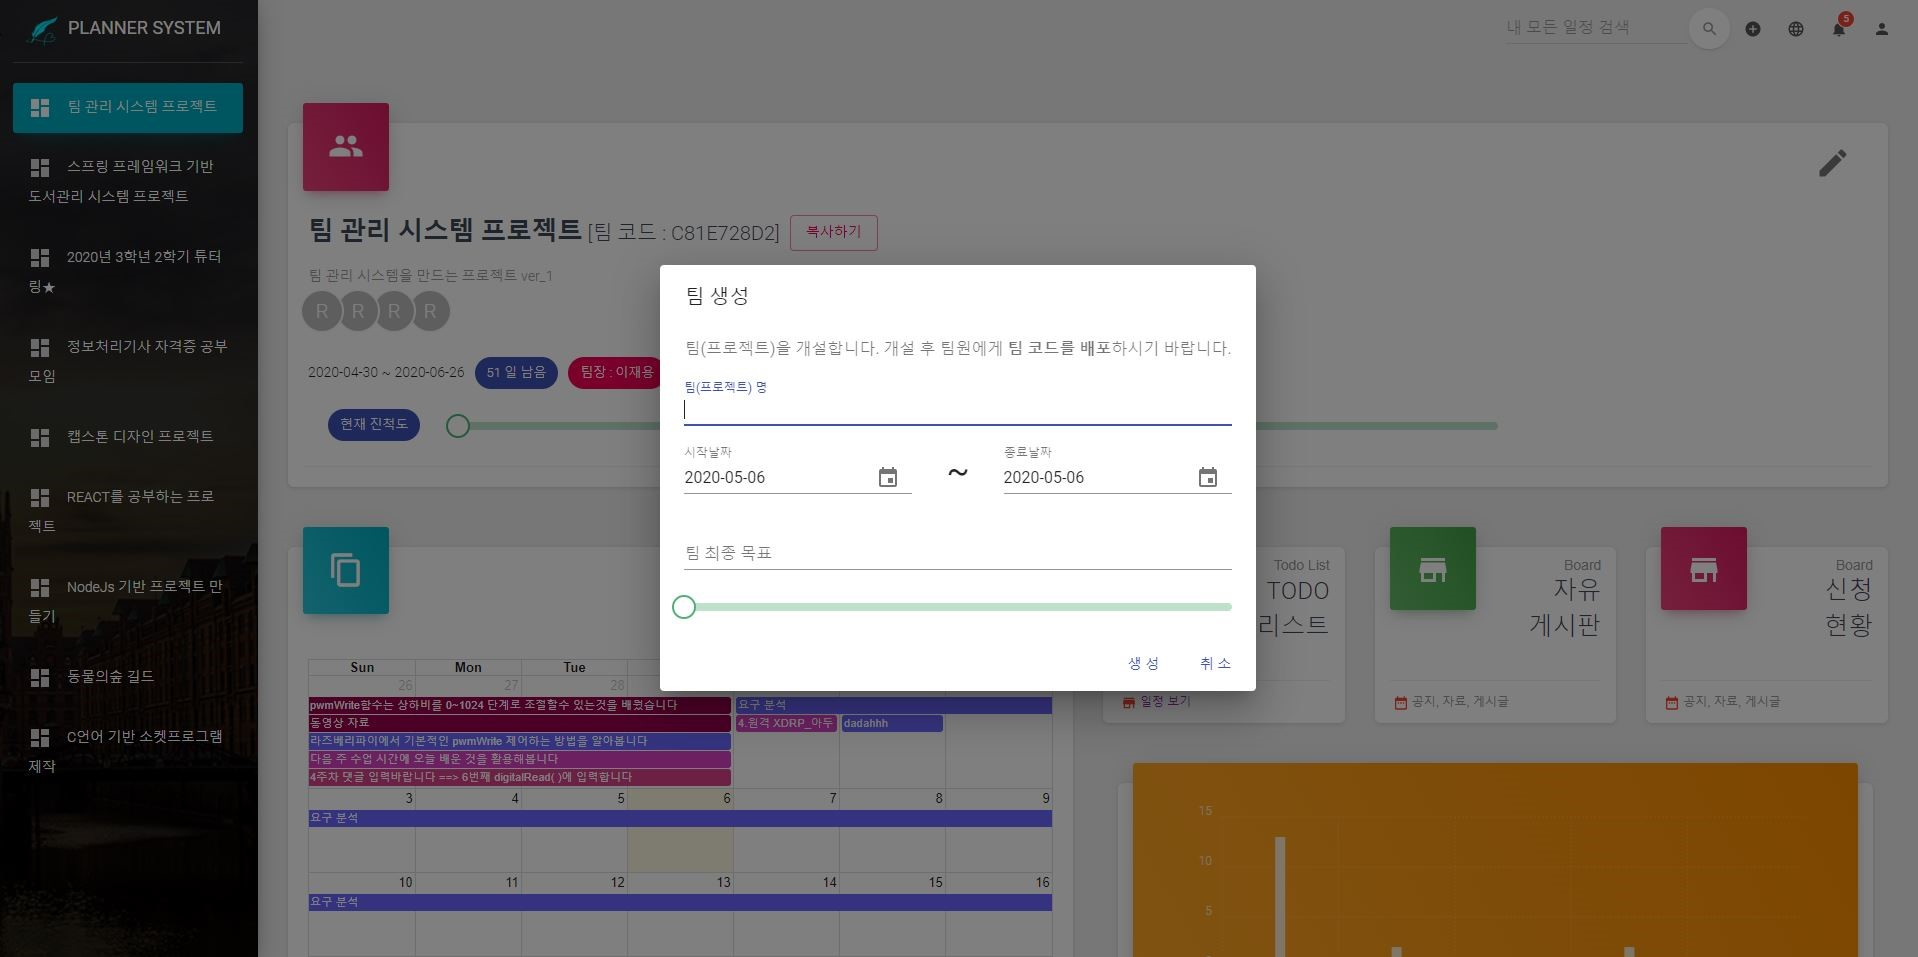 PLANNER SYSTEM
내 모든 일정 검색
5
팀 관리 시스템 프로젝트
스프링 프레임워크 기반
도서관리 시스템 프로젝트
2020년 3학년 2학기 튜터
링★
정보처리기사 자격증 공부
모임
캡스톤 디자인 프로젝트
REACT를 공부하는 프로
젝트
NodeJs 기반 프로젝트 만
들기
동물의숲 길드
C언어 기반 소켓프로그램
제작
팀 관리 시스템 프로젝트 [팀 코드 : C81E728D2] 복사하기
팀 관리 시스템을 만드는 프로젝트 ver_1
R R R R
2020-04-30 ~ 2020-06-26 51 일 남음 팀장 : 이재용
현재 진척도
팀 생성
팀(프로젝트)을 개설합니다. 개설 후 팀원에게 팀 코드를 배포하시기 바랍니다.
팀(프로젝트) 명
시작날짜 종료날짜
2020-05-06 ~ 2020-05-06
팀 최종 목표
생 성 취 소
Todo List
TODO
리스트
일정 보기
Board
자유
게시판
공지, 자료, 게시글
Board
신청
현황
공지, 자료, 게시글
Sun Mon Tue
26 27 28
pwmWrite함수는 상하비를 0~1024 단계로 조절할수 있는것을 배웠습니다
요구 분석
동영상 자료
4.원격 XDRP_아두
dadahhh
라즈베리파이에서 기본적인 pwmWrite 제어하는 방법을 알아봅니다
다음 주 수업 시간에 오늘 배운 것을 활용해봅니다
4주차 댓글 입력바랍니다 ==> 6번째 digitalRead( )에 입력합니다
3 4 5 6 7 8 9
요구 분석
10 11 12 13 14 15 16
요구 분석
15
10
5